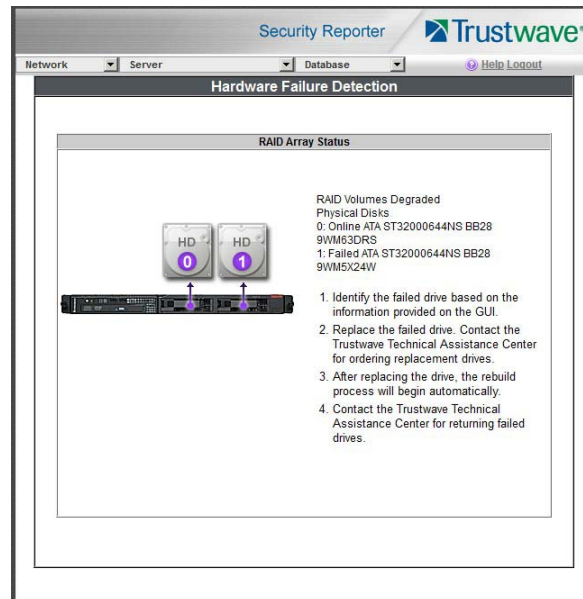 Security Reporter
Trustwave
Network Server Database Help Logout
Hardware Failure Detection
RAID Array Status
HD 0
HD 1
RAID Volumes Degraded
Physical Disks
0: Online ATA ST32000644NS BB28
9WM63DRS
1: Failed ATA ST32000644NS BB28
9WM5X24W
1. Identify the failed drive based on the
information provided on the GUI.
2. Replace the failed drive. Contact the
Trustwave Technical Assistance Center
for ordering replacement drives.
3. After replacing the drive, the rebuild
process will begin automatically.
4. Contact the Trustwave Technical
Assistance Center for returning failed
drives.